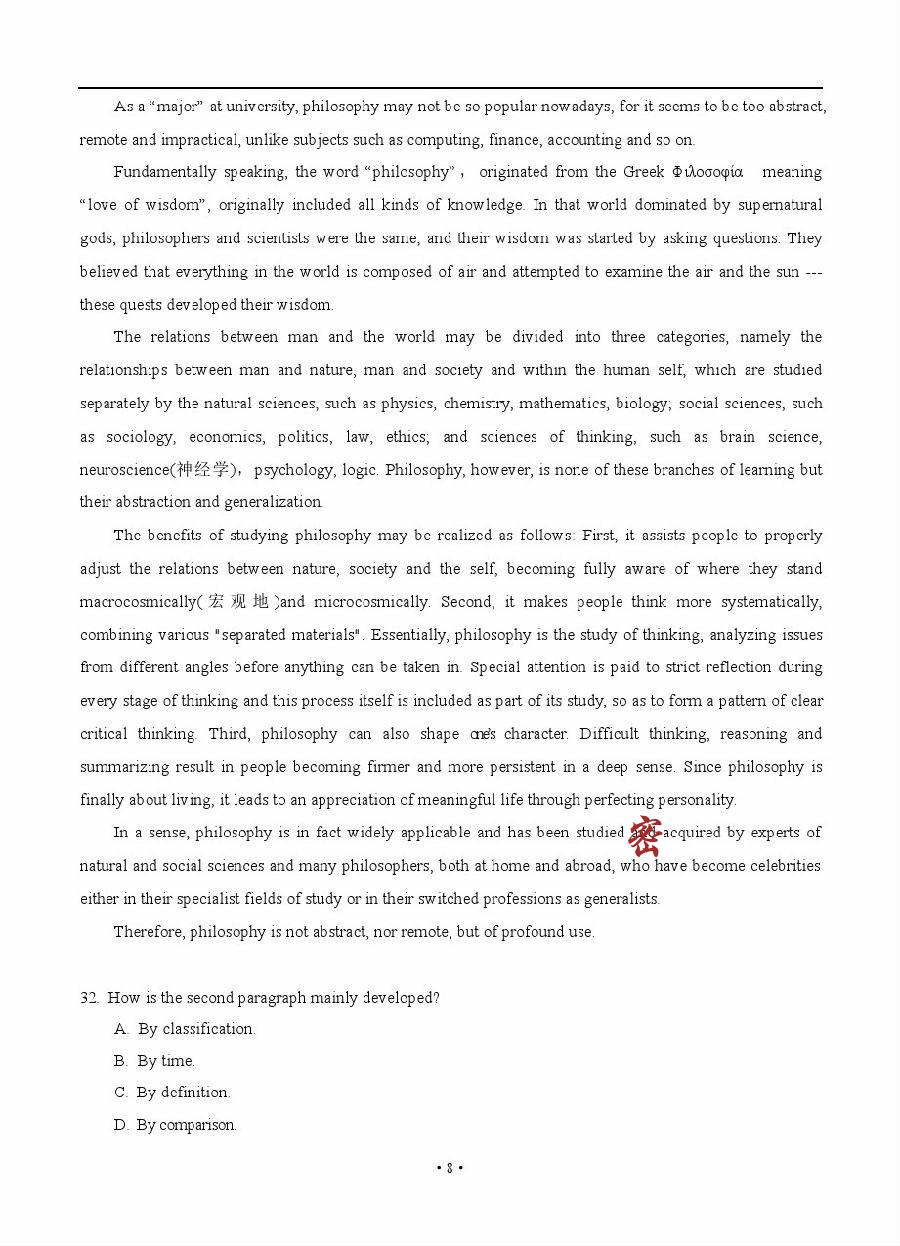 As a “major” at university, philosophy may not be so popular nowadays, for it seems to be too abstract,
remote and impractical, unlike subjects such as computing, finance, accounting and so on.
Fundamentally speaking, the word “philosophy”， originated from the Greek Φιλοσοφία meaning
“love of wisdom”, originally included all kinds of knowledge. In that world dominated by supernatural
gods, philosophers and scientists were the same, and their wisdom was started by asking questions. They
believed that everything in the world is composed of air and attempted to examine the air and the sun ---
these quests developed their wisdom.
The relations between man and the world may be divided into three categories, namely the
relationships between man and nature, man and society and within the human self, which are studied
separately by the natural sciences, such as physics, chemistry, mathematics, biology; social sciences, such
as sociology, economics, politics, law, ethics; and sciences of thinking, such as brain science,
neuroscience(神经学)，psychology, logic. Philosophy, however, is none of these branches of learning but
their abstraction and generalization.
The benefits of studying philosophy may be realized as follows: First, it assists people to properly
adjust the relations between nature, society and the self, becoming fully aware of where they stand
macrocosmically(宏观地)and microcosmically. Second, it makes people think more systematically,
combining various "separated materials". Essentially, philosophy is the study of thinking, analyzing issues
from different angles before anything can be taken in. Special attention is paid to strict reflection during
every stage of thinking and this process itself is included as part of its study, so as to form a pattern of clear
critical thinking. Third, philosophy can also shape one's character. Difficult thinking, reasoning and
summarizing result in people becoming firmer and more persistent in a deep sense. Since philosophy is
finally about living, it leads to an appreciation of meaningful life through perfecting personality.
In a sense, philosophy is in fact widely applicable and has been studied and acquired by experts of
natural and social sciences and many philosophers, both at home and abroad, who have become celebrities
either in their specialist fields of study or in their switched professions as generalists.
密
Therefore, philosophy is not abstract, nor remote, but of profound use.
32. How is the second paragraph mainly developed?
A. By classification.
B. By time.
C. By definition.
D. By comparison.
• 8 •